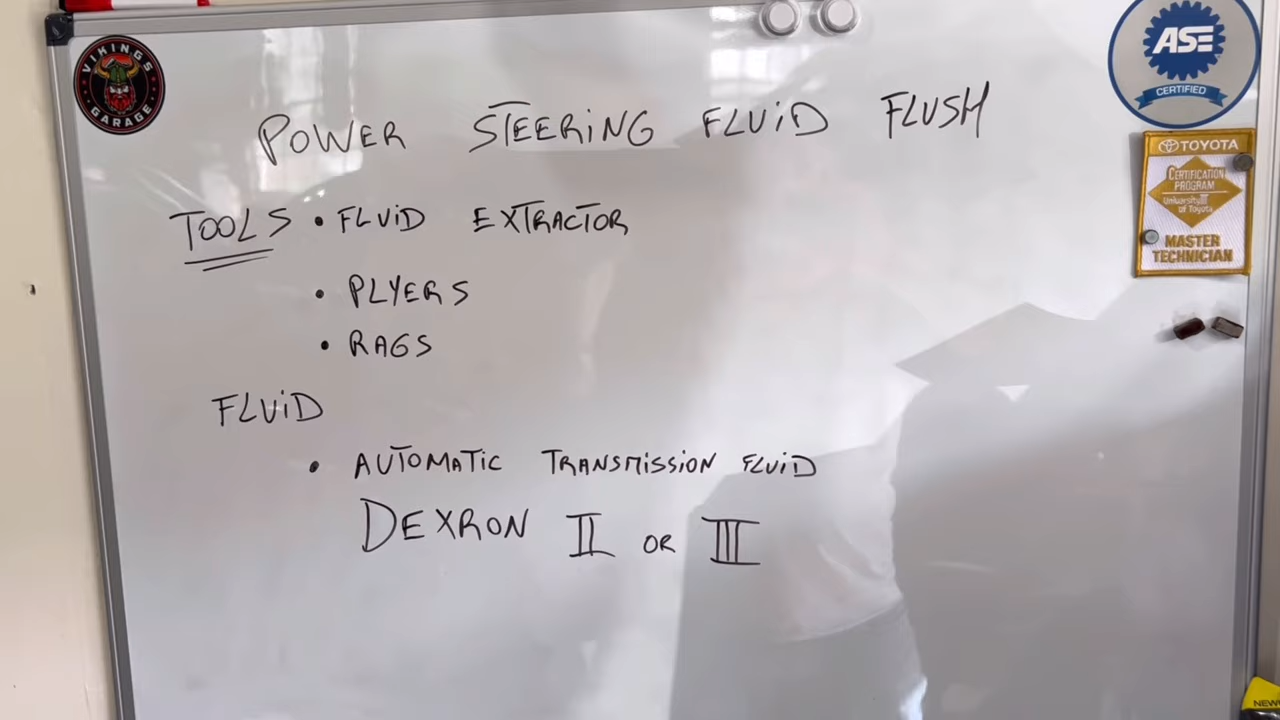 VIKINGS
GARAGE
ASE
CERTIFIED
POWER STEERING FLUID FLUSH
TOYOTA
CERTIFICATION
PROGRAM
University
of Toyota
MASTER
TECHNICIAN
TOOLS • FLUID EXTRACTOR
• PLYERS
• RAGS
FLUID
• AUTOMATIC TRANSMISSION FLUID
DEXRON II OR III
NEW